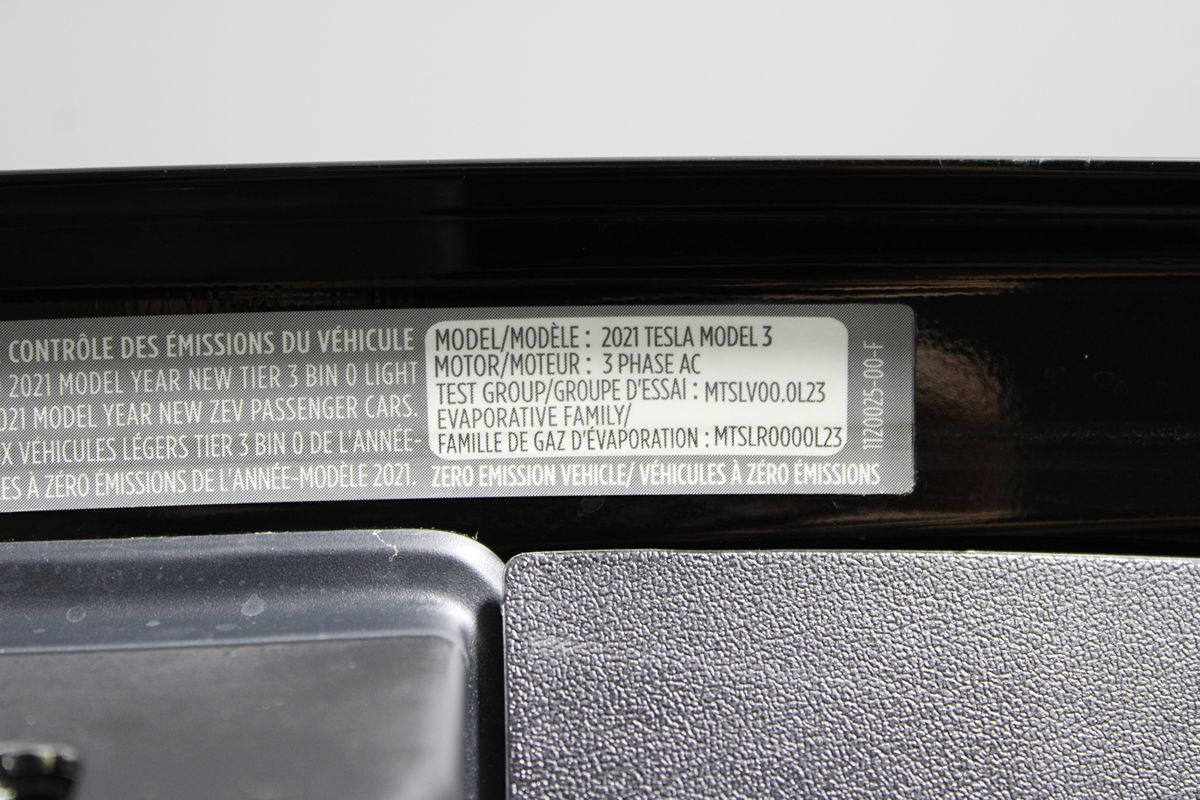 CONTRÔLE DES ÉMISSIONS DU VÉHICULE
2021 MODEL YEAR NEW TIER 3 BIN 0 LIGHT
2021 MODEL YEAR NEW ZEV PASSENGER CARS.
VÉHICULES LÉGERS TIER 3 BIN 0 DE L'ANNÉE-
À ZÉRO ÉMISSIONS DE L'ANNÉE-MODÈLE 2021.
MODEL/MODÈLE : 2021 TESLA MODEL 3
MOTOR/MOTEUR : 3 PHASE AC
TEST GROUP/GROUPE D'ESSAI : MTSLV00.0L23
EVAPORATIVE FAMILY/
FAMILLE DE GAZ D'ÉVAPORATION : MTSLR0000L23
ZERO EMISSION VEHICLE/ VÉHICULES À ZÉRO ÉMISSIONS
1120025-00-F